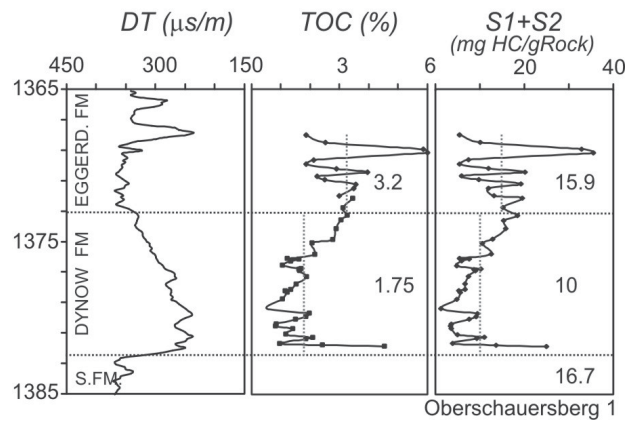 DT (µs/m) TOC (%) S1+S2
(mg HC/gRock)
450 300 150 3 6 20 40
1365
EGGERD. FM
3.2 15.9
1375
DYNOW FM
1.75 10
S.FM 16.7
1385
Oberschauersberg 1